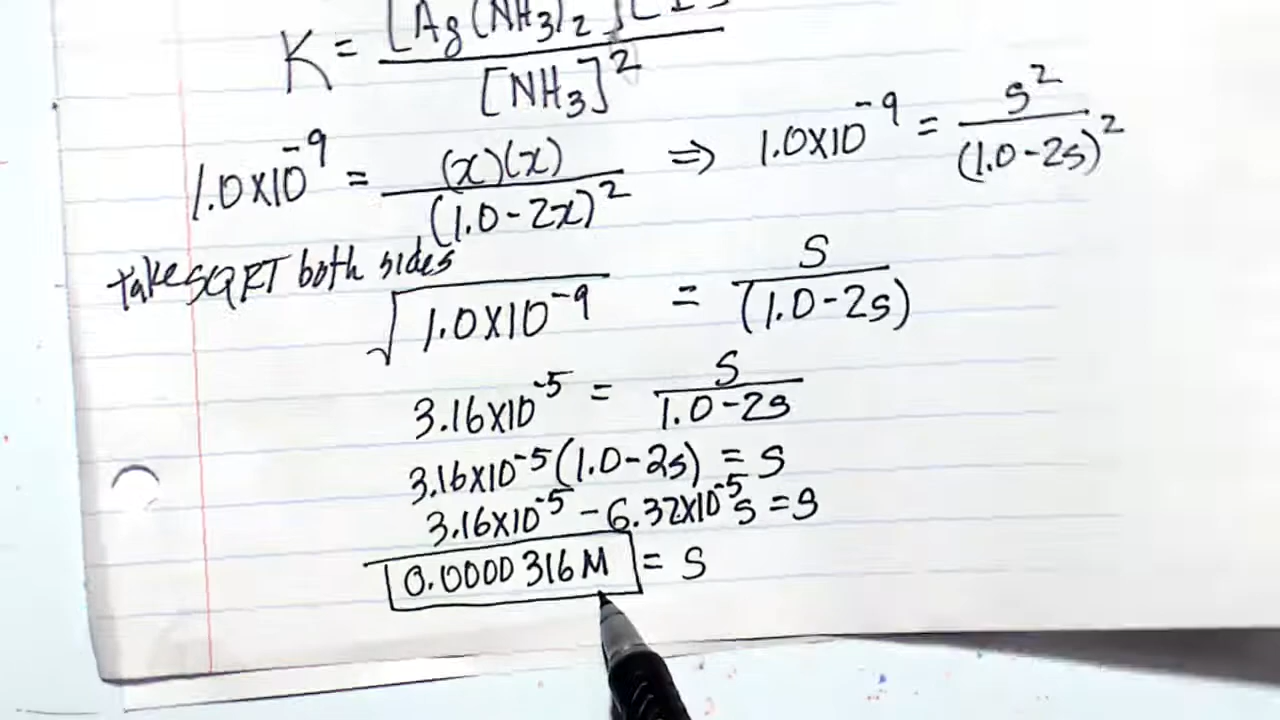 K = [Ag(NH3)2][I
[NH3]^2
1.0X10^-9 = (x)(x) / (1.0-2x)^2 ⇒ 1.0X10^-9 = s^2 / (1.0-2s)^2
take SQRT both sides
√1.0X10^-9 = S / (1.0-2s)
3.16X10^-5 = S / 1.0-2s
3.16X10^-5(1.0-2s) = S
3.16X10^-5 - 6.32X10^-5 s = s
0.0000316M = S